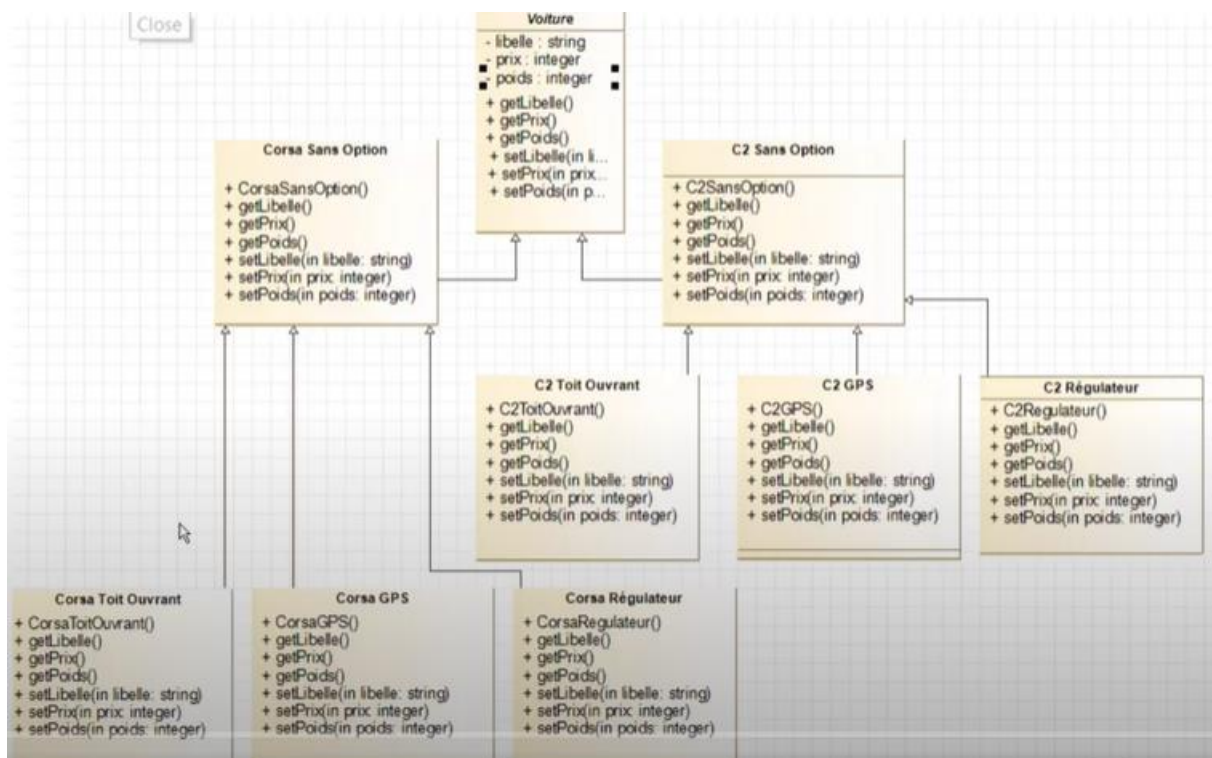 Close
Voiture
- libelle : string
- prix : integer
- poids : integer
+ getLibelle()
+ getPrix()
+ getPoids()
+ setLibelle(in li...
+ setPrix(in prix...
+ setPoids(in p...
Corsa Sans Option
+ CorsaSansOption()
+ getLibelle()
+ getPrix()
+ getPoids()
+ setLibelle(in libelle: string)
+ setPrix(in prix: integer)
+ setPoids(in poids: integer)
C2 Sans Option
+ C2SansOption()
+ getLibelle()
+ getPrix()
+ getPoids()
+ setLibelle(in libelle: string)
+ setPrix(in prix: integer)
+ setPoids(in poids: integer)
C2 Toit Ouvrant
+ C2ToitOuvrant()
+ getLibelle()
+ getPrix()
+ getPoids()
+ setLibelle(in libelle: string)
+ setPrix(in prix: integer)
+ setPoids(in poids: integer)
C2 GPS
+ C2GPS()
+ getLibelle()
+ getPrix()
+ getPoids()
+ setLibelle(in libelle: string)
+ setPrix(in prix: integer)
+ setPoids(in poids: integer)
C2 Régulateur
+ C2Regulateur()
+ getLibelle()
+ getPrix()
+ getPoids()
+ setLibelle(in libelle: string)
+ setPrix(in prix: integer)
+ setPoids(in poids: integer)
Corsa Toit Ouvrant
+ CorsaToitOuvrant()
+ getLibelle()
+ getPrix()
+ getPoids()
+ setLibelle(in libelle: string)
+ setPrix(in prix: integer)
+ setPoids(in poids: integer)
Corsa GPS
+ CorsaGPS()
+ getLibelle()
+ getPrix()
+ getPoids()
+ setLibelle(in libelle: string)
+ setPrix(in prix: integer)
+ setPoids(in poids: integer)
Corsa Régulateur
+ CorsaRegulateur()
+ getLibelle()
+ getPrix()
+ getPoids()
+ setLibelle(in libelle: string)
+ setPrix(in prix: integer)
+ setPoids(in poids: integer)